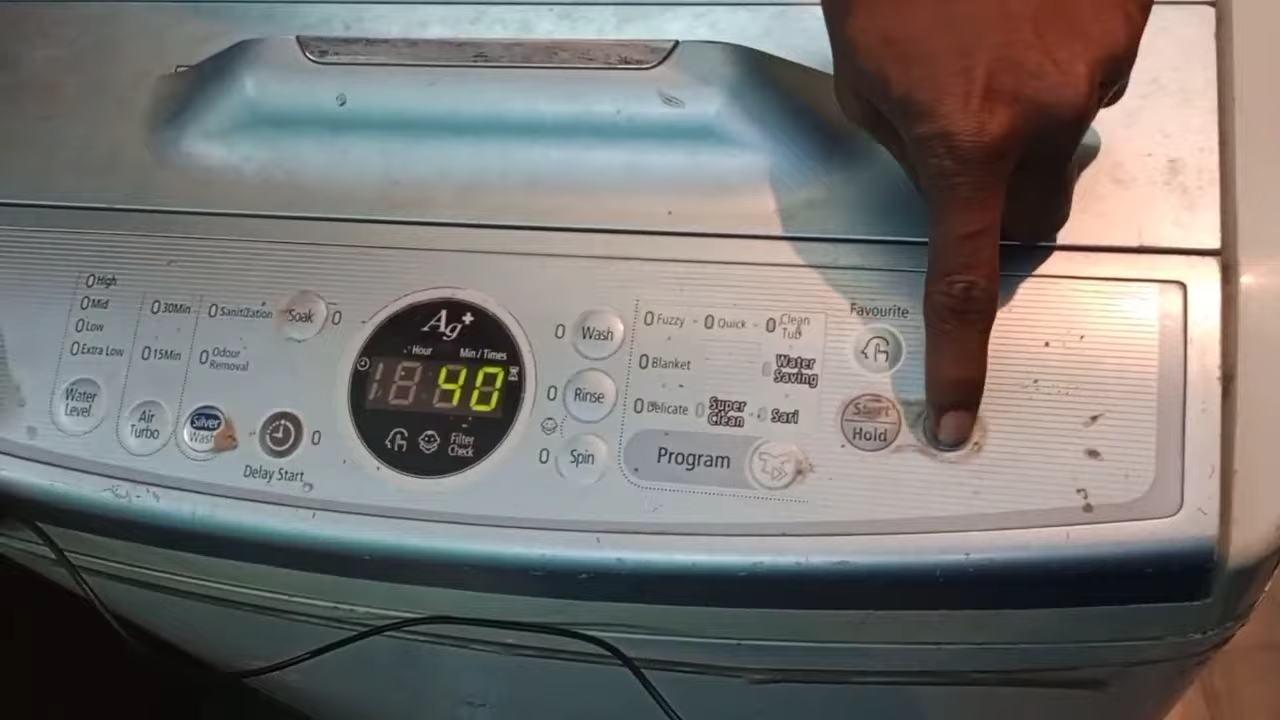 High
Mid
Low
Extra Low
Water
Level
30Min
15Min
Air
Turbo
Sanitization
Odour
Removal
Silver
Wash
Soak
Delay Start
Ag+
Hour
Min / Times
40
Filter
Check
Wash
Rinse
Spin
Fuzzy
Quick
Clean
Tub
Blanket
Water
Saving
Delicate
Super
Clean
Sari
Program
Favourite
Start
Hold